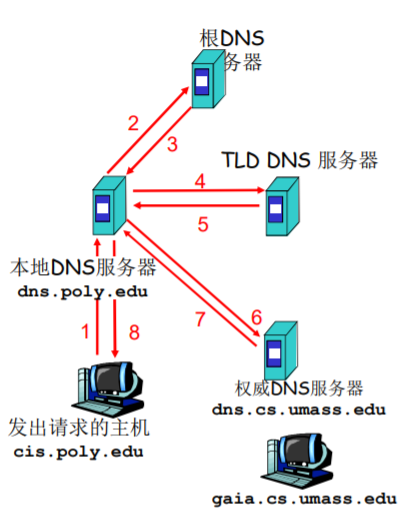 根DNS
务器
2
3
TLD DNS 服务器
4
5
本地DNS服务器
dns.poly.edu
6
7
1
8
权威DNS服务器
dns.cs.umass.edu
发出请求的主机
cis.poly.edu
gaia.cs.umass.edu